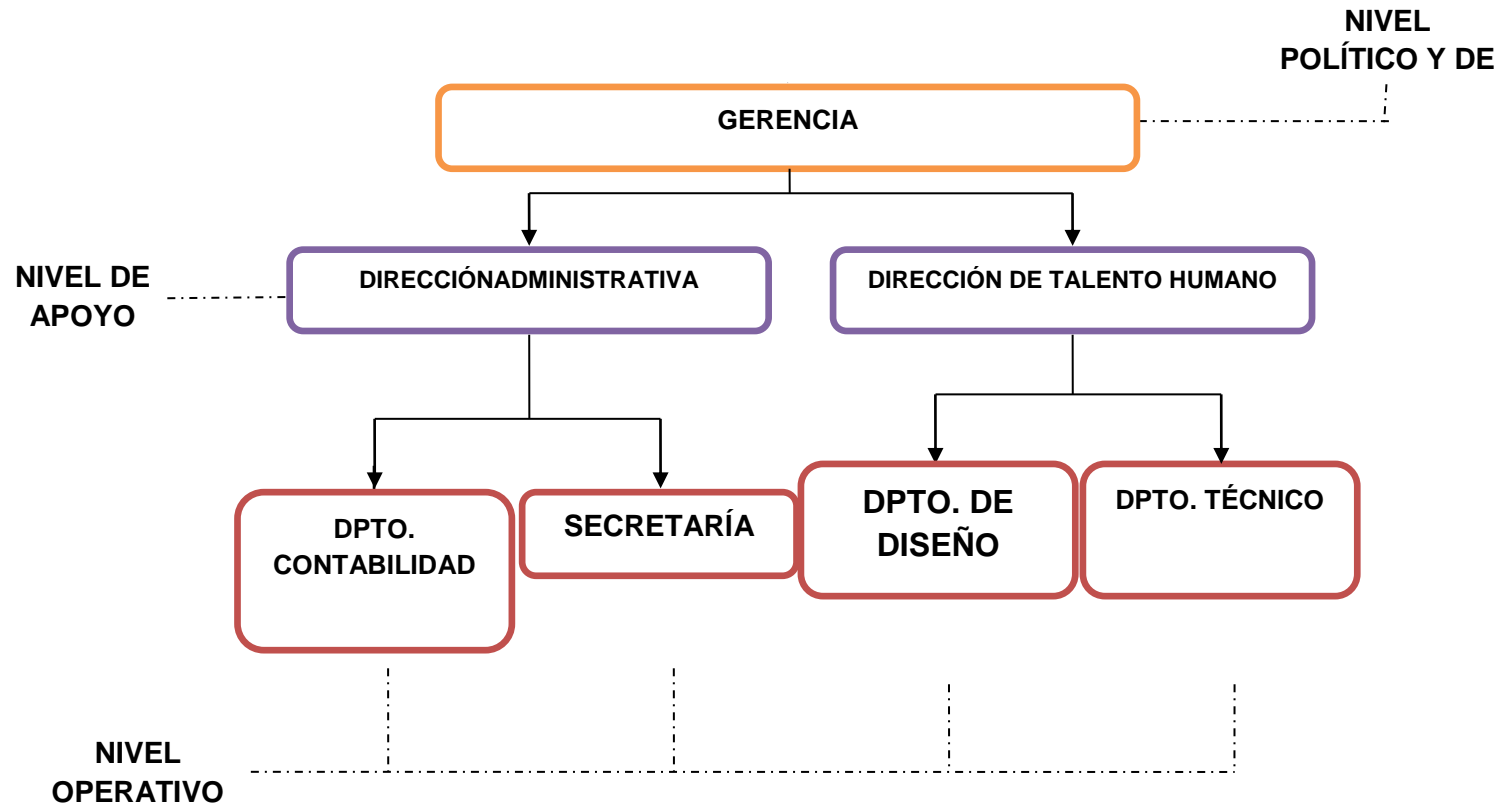 NIVEL
POLÍTICO Y DE
GERENCIA
NIVEL DE
APOYO
DIRECCIÓNADMINISTRATIVA
DIRECCIÓN DE TALENTO HUMANO
DPTO.
CONTABILIDAD
SECRETARÍA
DPTO. DE
DISEÑO
DPTO. TÉCNICO
NIVEL
OPERATIVO